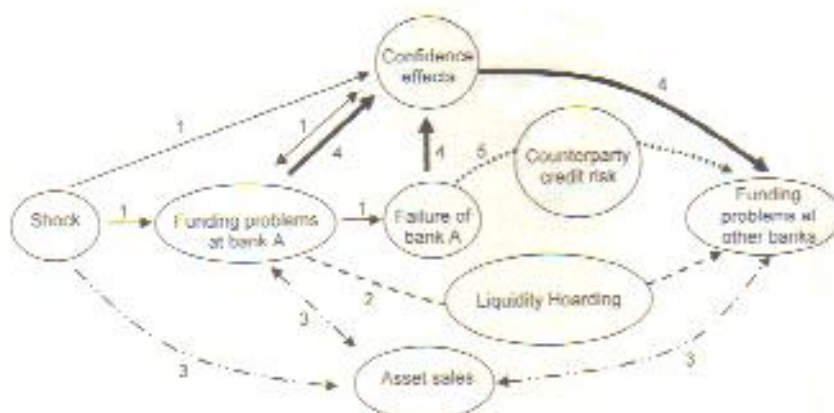 Confidence
effects
4
1
1
4
4
5
Counterparty
credit risk
Shock
1
Funding problems
at bank A
1
Failure of
bank A
Funding
problems at
other banks
2
Liquidity Hoarding
3
3
3
Asset sales